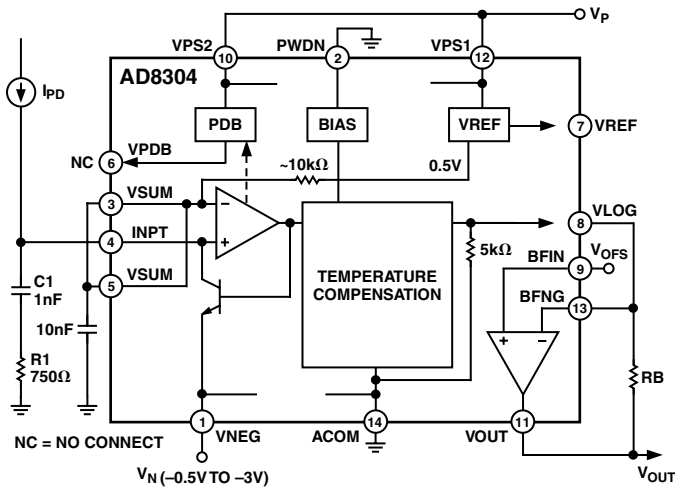 VP
VPS2
PWDN
VPS1
10
2
12
AD8304
IPD
PDB
BIAS
VREF
7
VREF
VPDB
NC
6
~10kΩ
0.5V
VSUM
3
–
VLOG
8
INPT
4
+
5kΩ
BFIN
VOFS
9
C1
1nF
VSUM
5
TEMPERATURE
COMPENSATION
BFNG
13
10nF
+
–
R1
750Ω
RB
1
VNEG
ACOM
14
VOUT
11
NC = NO CONNECT
VN (–0.5V TO –3V)
VOUT